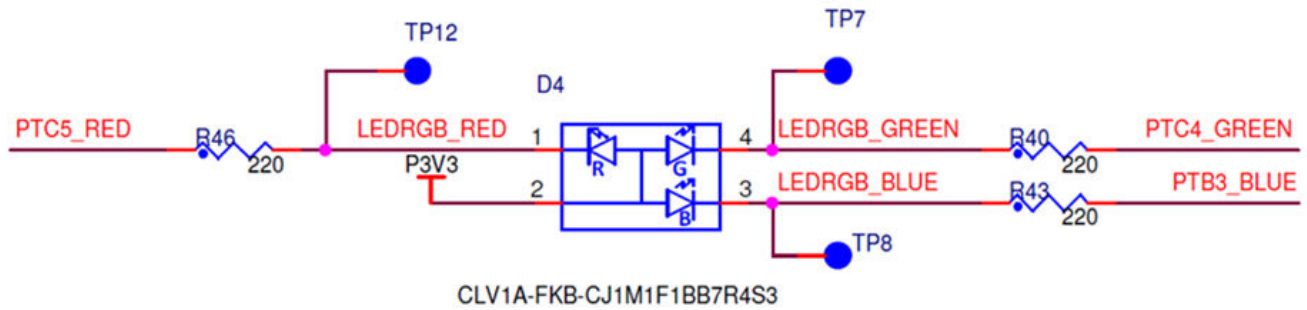 TP12
TP7
D4
PTC5_RED
R46
220
LEDRGB_RED
1
R
G
4
LEDRGB_GREEN
R40
220
PTC4_GREEN
P3V3
2
B
3
LEDRGB_BLUE
R43
220
PTB3_BLUE
TP8
CLV1A-FKB-CJ1M1F1BB7R4S3